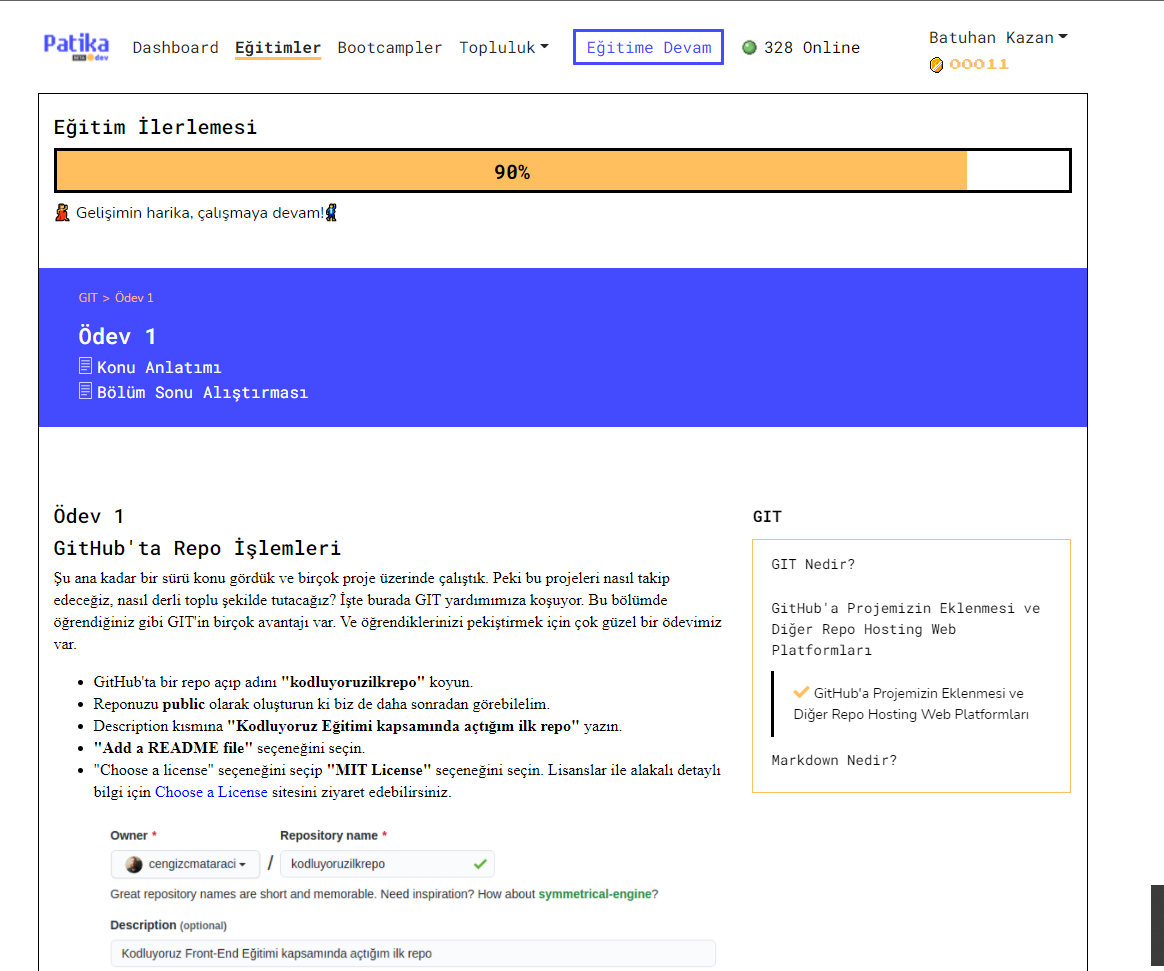 Patika
BETA dev
Dashboard Eğitimler Bootcampler Topluluk Eğitime Devam 328 Online Batuhan Kazan
00011
Eğitim İlerlemesi
90%
Gelişimin harika, çalışmaya devam!
GIT > Ödev 1
Ödev 1
Konu Anlatımı
Bölüm Sonu Alıştırması
Ödev 1
GitHub'ta Repo İşlemleri
Şu ana kadar bir sürü konu gördük ve birçok proje üzerinde çalıştık. Peki bu projeleri nasıl takip
edeceğiz, nasıl derli toplu şekilde tutacağız? İşte burada GIT yardımımıza koşuyor. Bu bölümde
öğrendiğiniz gibi GIT'in birçok avantajı var. Ve öğrendiklerinizi pekiştirmek için çok güzel bir ödevimiz
var.
• GitHub'ta bir repo açıp adını "kodluyoruzilkrepo" koyun.
• Reponuzu public olarak oluşturun ki biz de daha sonradan görebilelim.
• Description kısmına "Kodluyoruz Eğitimi kapsamında açtığım ilk repo" yazın.
• "Add a README file" seçeneğini seçin.
• "Choose a license" seçeneğini seçip "MIT License" seçeneğini seçin. Lisanslar ile alakalı detaylı
bilgi için Choose a License sitesini ziyaret edebilirsiniz.
Owner * Repository name *
cengizcmataraci / kodluyoruzilkrepo
Great repository names are short and memorable. Need inspiration? How about symmetrical-engine?
Description (optional)
Kodluyoruz Front-End Eğitimi kapsamında açtığım ilk repo
GIT
GIT Nedir?
GitHub'a Projemizin Eklenmesi ve
Diğer Repo Hosting Web
Platformları
GitHub'a Projemizin Eklenmesi ve
Diğer Repo Hosting Web Platformları
Markdown Nedir?